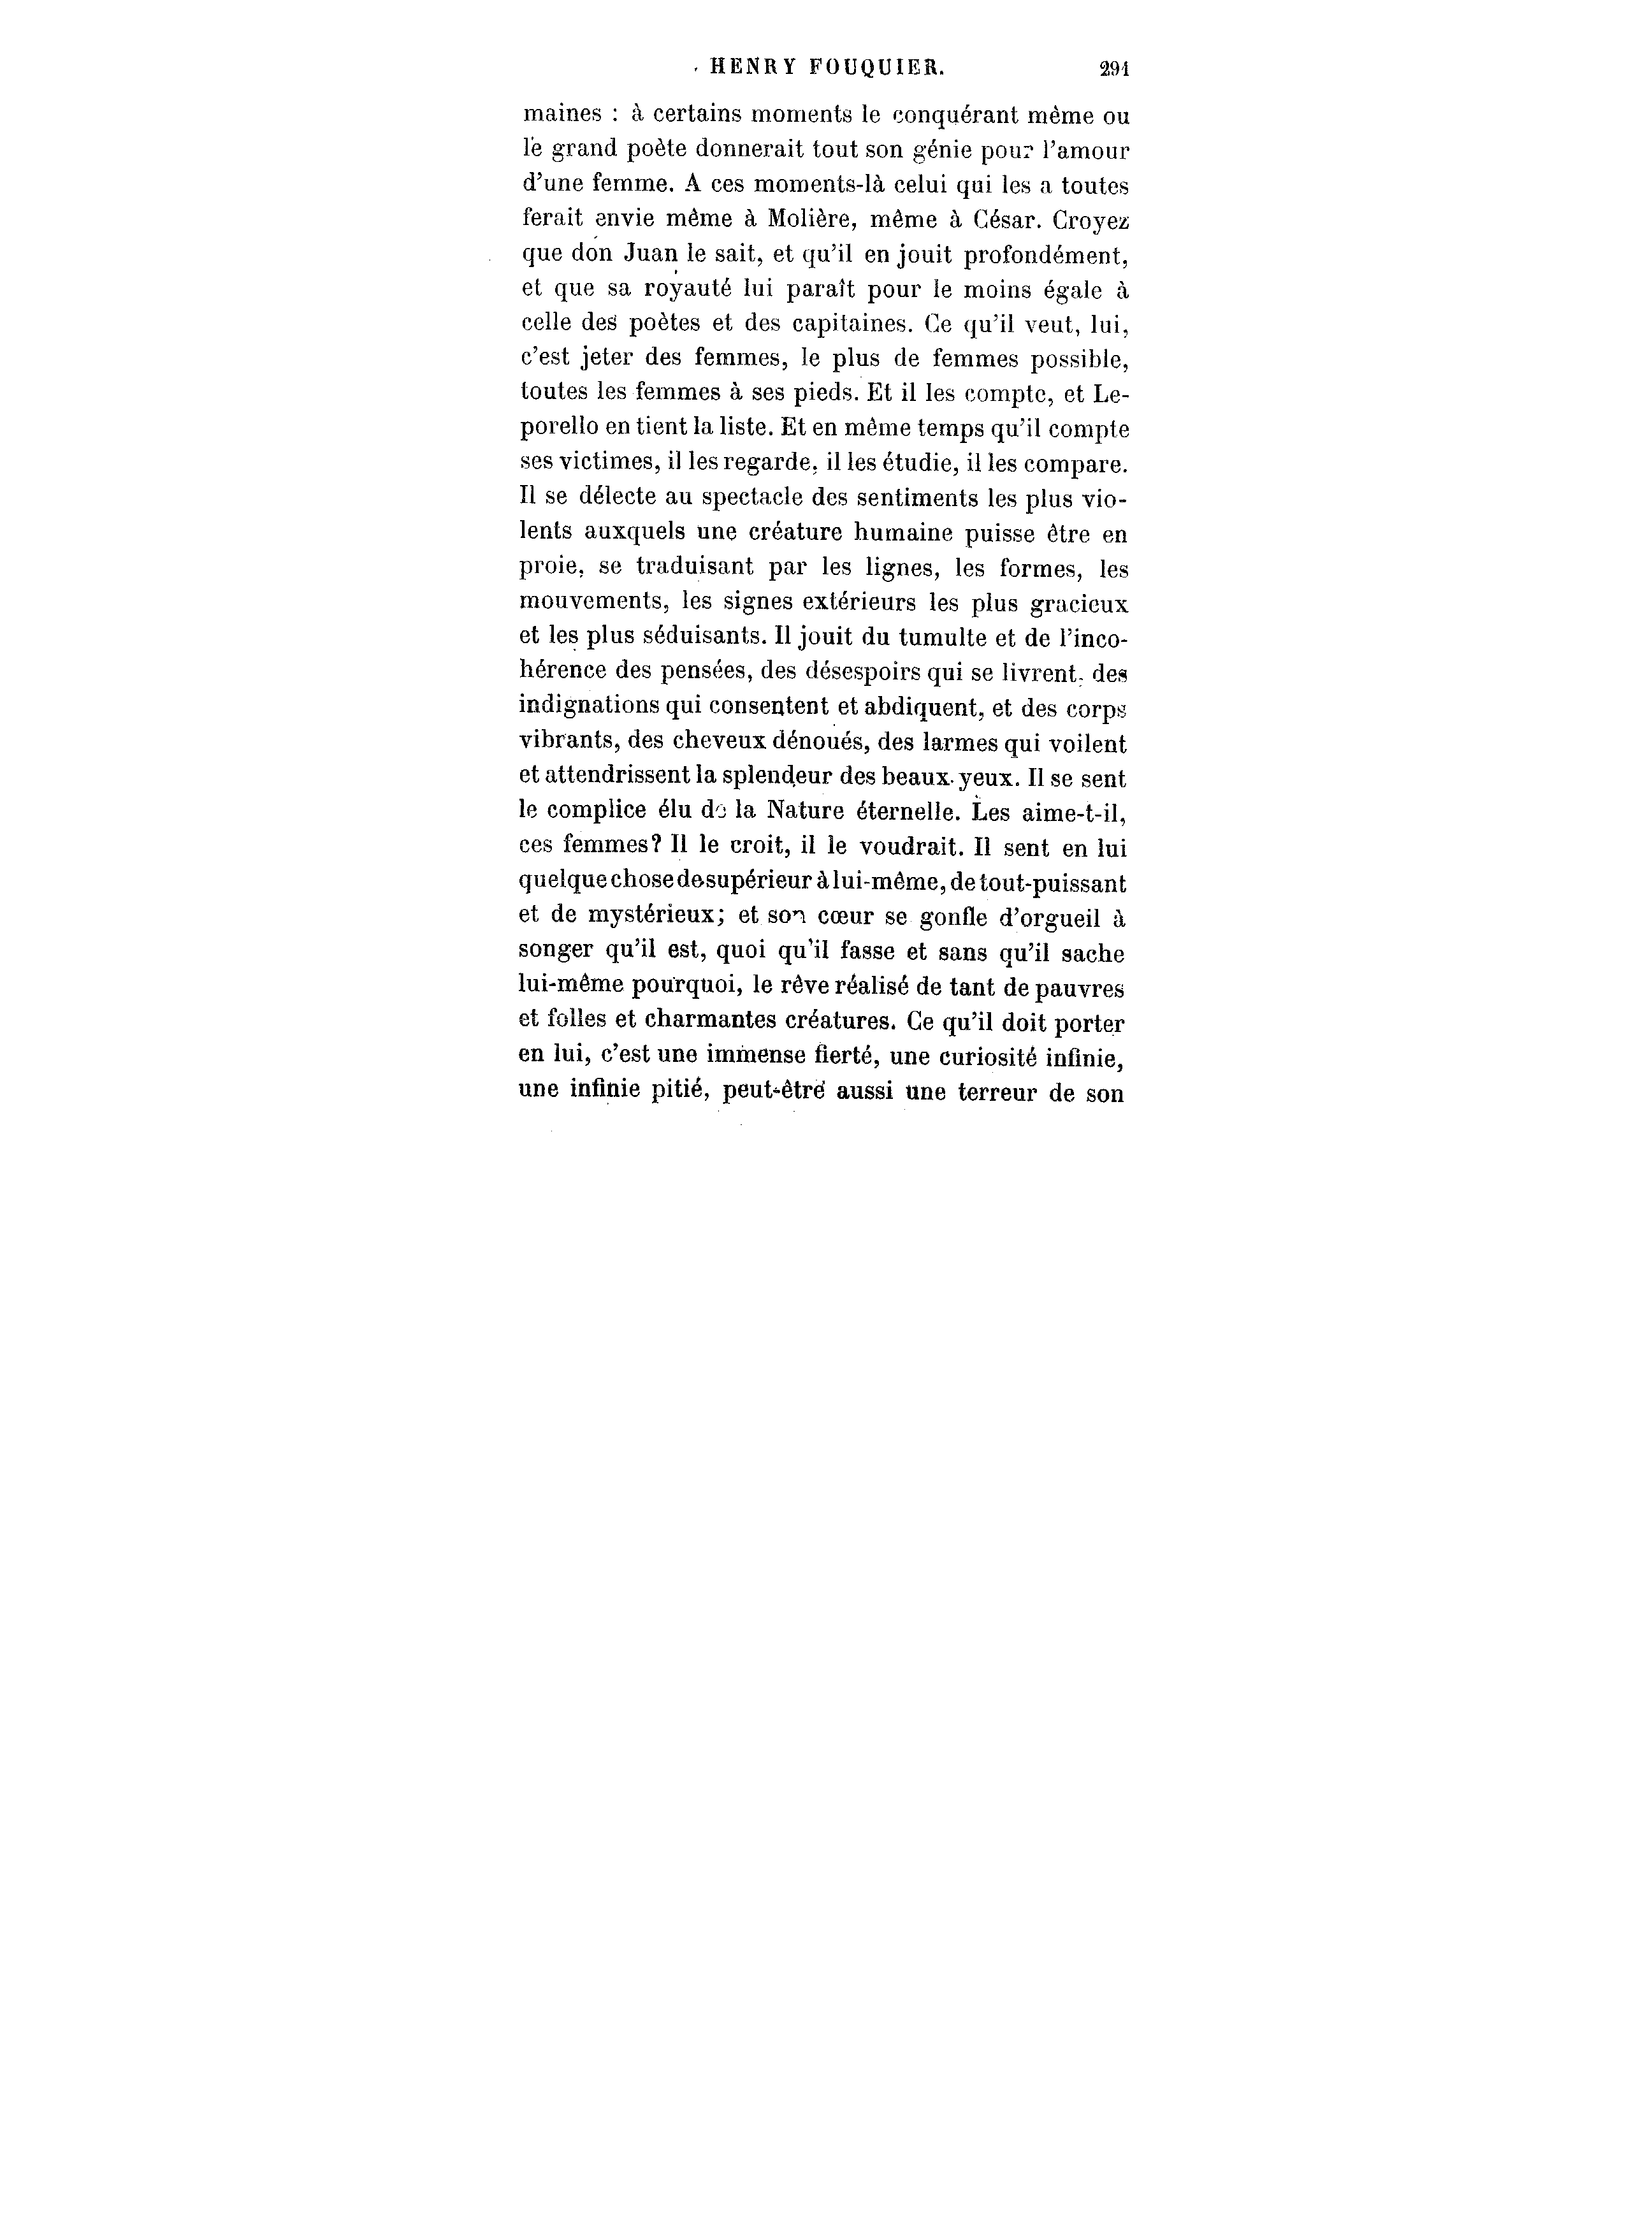 HENRY FOUQUIER. 291
maines : à certains moments le conquérant même ou
le grand poète donnerait tout son génie pour l'amour
d'une femme. A ces moments-là celui qui les a toutes
ferait envie même à Molière, même à César. Croyez
que don Juan le sait, et qu'il en jouit profondément,
et que sa royauté lui paraît pour le moins égale à
celle des poètes et des capitaines. Ce qu'il veut, lui,
c'est jeter des femmes, le plus de femmes possible,
toutes les femmes à ses pieds. Et il les compte, et Le-
porello en tient la liste. Et en même temps qu'il compte
ses victimes, il les regarde, il les étudie, il les compare.
Il se délecte au spectacle des sentiments les plus vio-
lents auxquels une créature humaine puisse être en
proie, se traduisant par les lignes, les formes, les
mouvements, les signes extérieurs les plus gracieux
et les plus séduisants. Il jouit du tumulte et de l'inco-
hérence des pensées, des désespoirs qui se livrent, des
indignations qui consentent et abdiquent, et des corps
vibrants, des cheveux dénoués, des larmes qui voilent
et attendrissent la splendeur des beaux yeux. Il se sent
le complice élu de la Nature éternelle. Les aime-t-il,
ces femmes? Il le croit, il le voudrait. Il sent en lui
quelque chose de supérieur à lui-même, de tout-puissant
et de mystérieux; et son cœur se gonfle d'orgueil à
songer qu'il est, quoi qu'il fasse et sans qu'il sache
lui-même pourquoi, le rêve réalisé de tant de pauvres
et folles et charmantes créatures. Ce qu'il doit porter
en lui, c'est une immense fierté, une curiosité infinie,
une infinie pitié, peut-être aussi une terreur de son